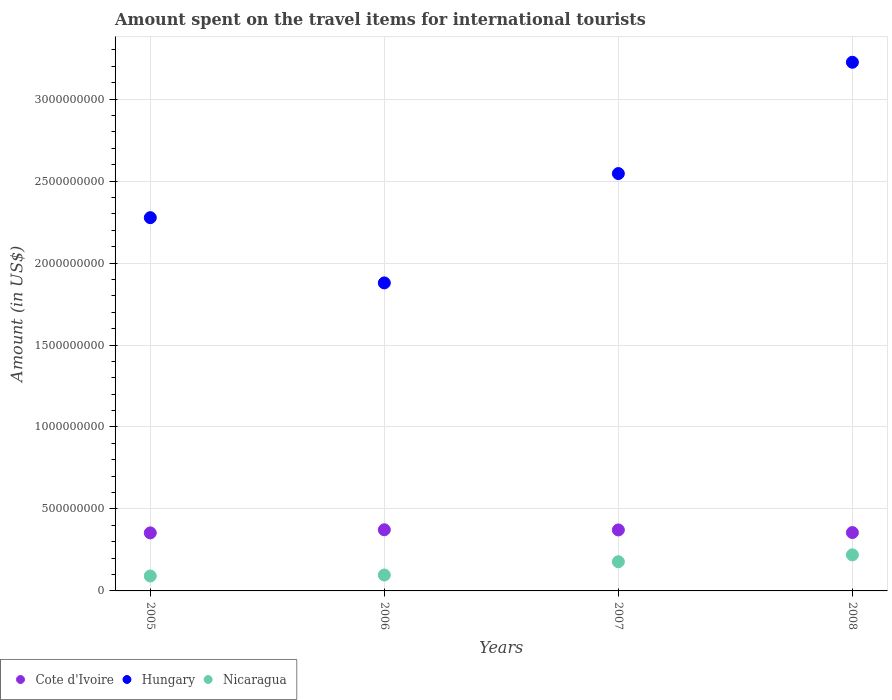 Amount spent on the travel items for international tourists
Amount (in US$)
3000000000
2500000000
2000000000
1500000000
1000000000
500000000
0
2005
2006
2007
2008
Years
Cote d'Ivoire
Hungary
Nicaragua